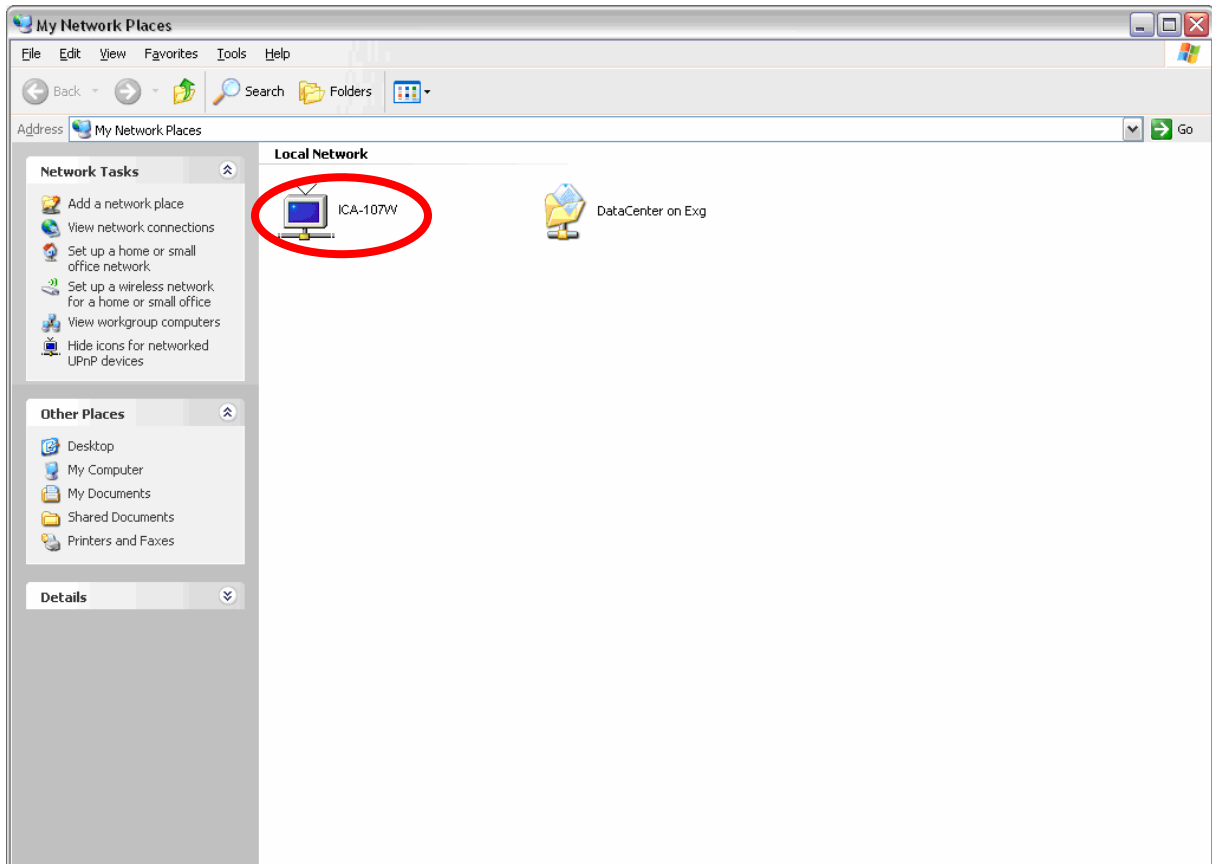 My Network Places
File Edit View Favorites Tools Help
Back Search Folders
Address My Network Places Go
Local Network
Network Tasks
Add a network place
View network connections
Set up a home or small
office network
Set up a wireless network
for a home or small office
View workgroup computers
Hide icons for networked
UPnP devices
ICA-107W
DataCenter on Exg
Other Places
Desktop
My Computer
My Documents
Shared Documents
Printers and Faxes
Details